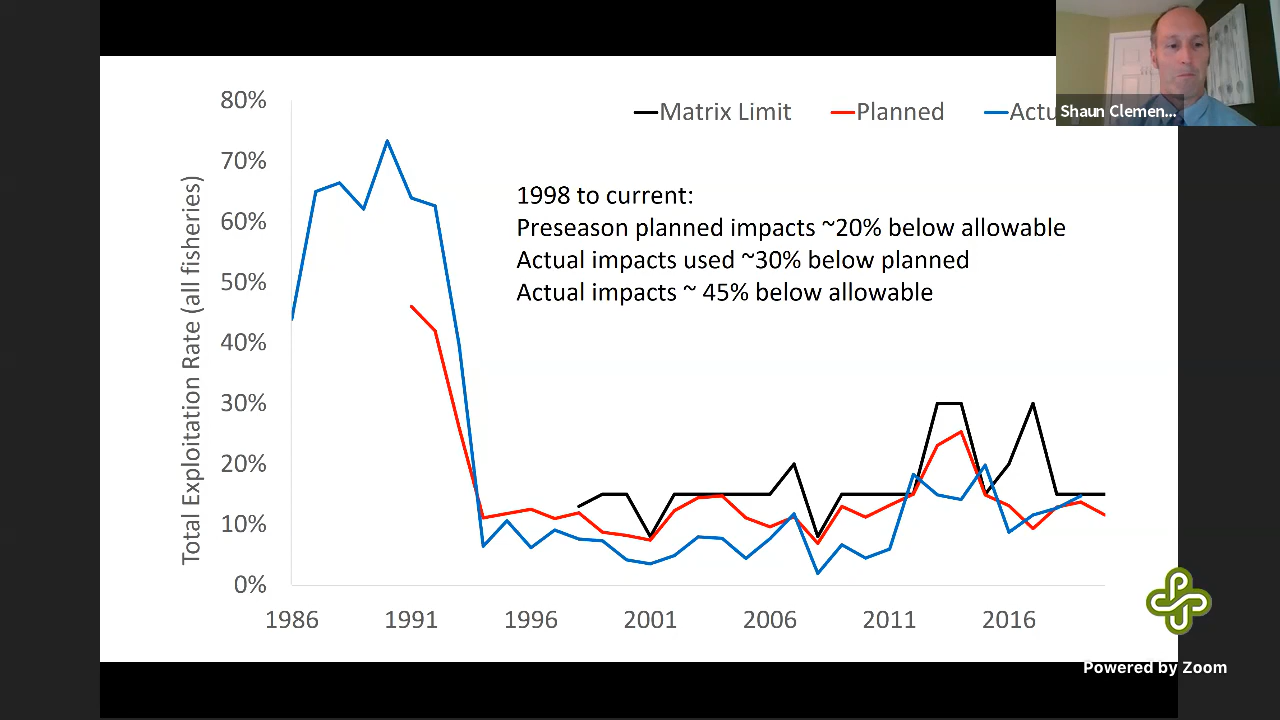 80%
70%
60%
50%
40%
30%
20%
10%
0%
Total Exploitation Rate (all fisheries)
Matrix Limit
Planned
Actu
Shaun Clemen...
1998 to current:
Preseason planned impacts ~20% below allowable
Actual impacts used ~30% below planned
Actual impacts ~ 45% below allowable
1986 1991 1996 2001 2006 2011 2016
Powered by Zoom